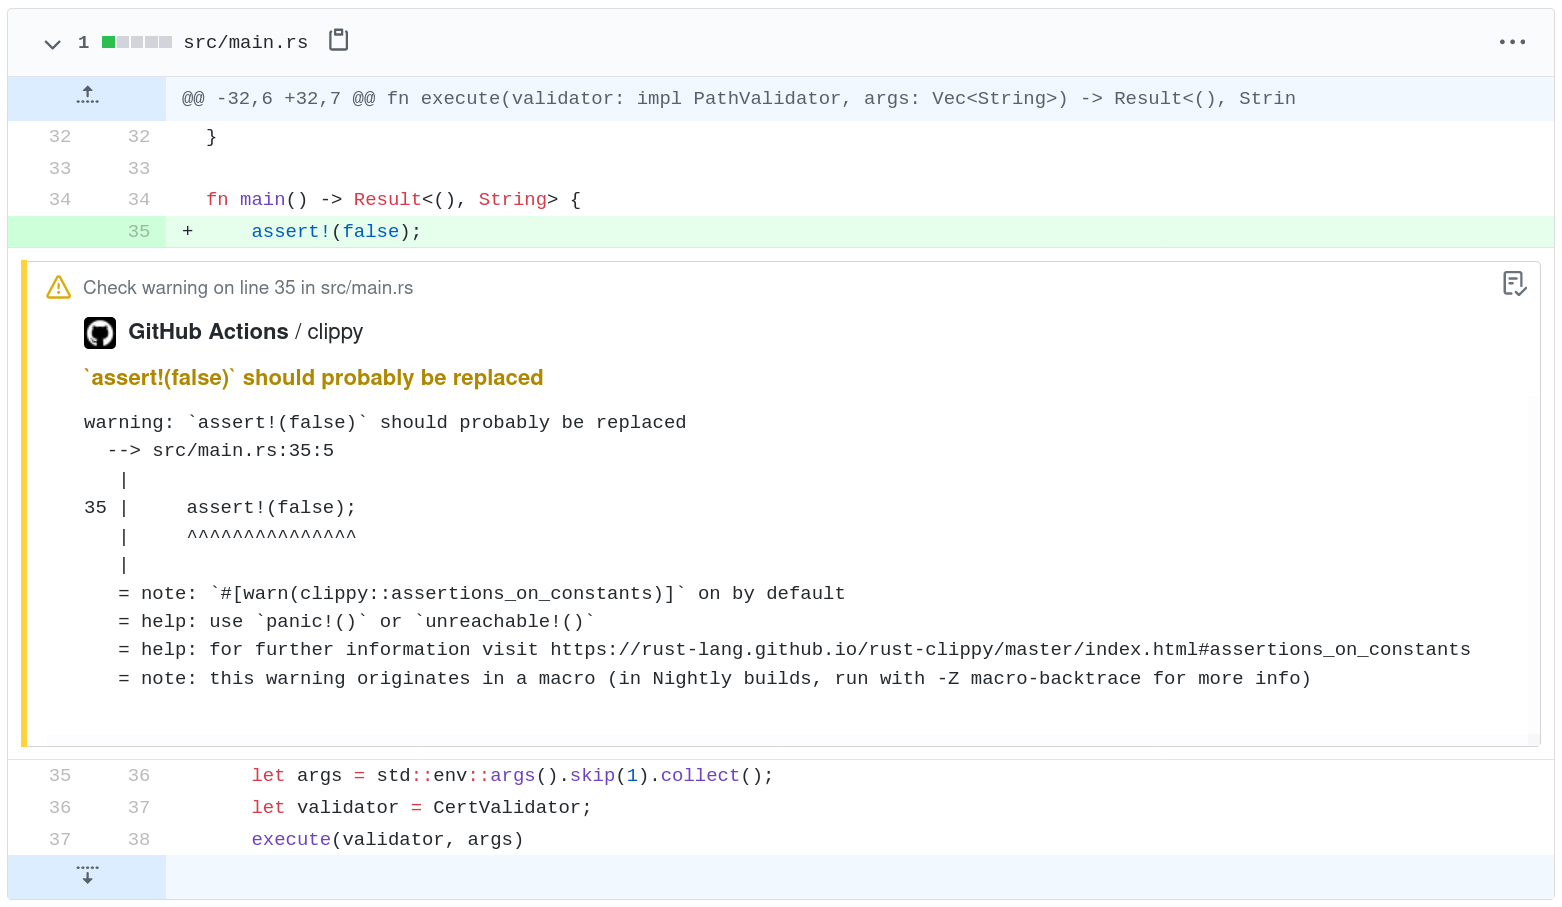 1 src/main.rs
@@ -32,6 +32,7 @@ fn execute(validator: impl PathValidator, args: Vec<String>) -> Result<(), Strin
32 32 }
33 33
34 34 fn main() -> Result<(), String> {
35 + assert!(false);
Check warning on line 35 in src/main.rs
GitHub Actions / clippy
`assert!(false)` should probably be replaced
warning: `assert!(false)` should probably be replaced
  --> src/main.rs:35:5
   |
35 |     assert!(false);
   |     ^^^^^^^^^^^^^^^
   |
   = note: `#[warn(clippy::assertions_on_constants)]` on by default
   = help: use `panic!()` or `unreachable!()`
   = help: for further information visit https://rust-lang.github.io/rust-clippy/master/index.html#assertions_on_constants
   = note: this warning originates in a macro (in Nightly builds, run with -Z macro-backtrace for more info)
35 36     let args = std::env::args().skip(1).collect();
36 37     let validator = CertValidator;
37 38     execute(validator, args)